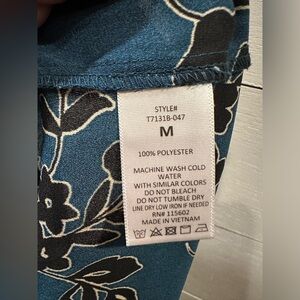 STYLE#
T7131B-047
M
100% POLYESTER
MACHINE WASH COLD
WATER
WITH SIMILAR COLORS
DO NOT BLEACH
DO NOT TUMBLE DRY
LINE DRY LOW IRON IF NEEDED
RN# 115602
MADE IN VIETNAM